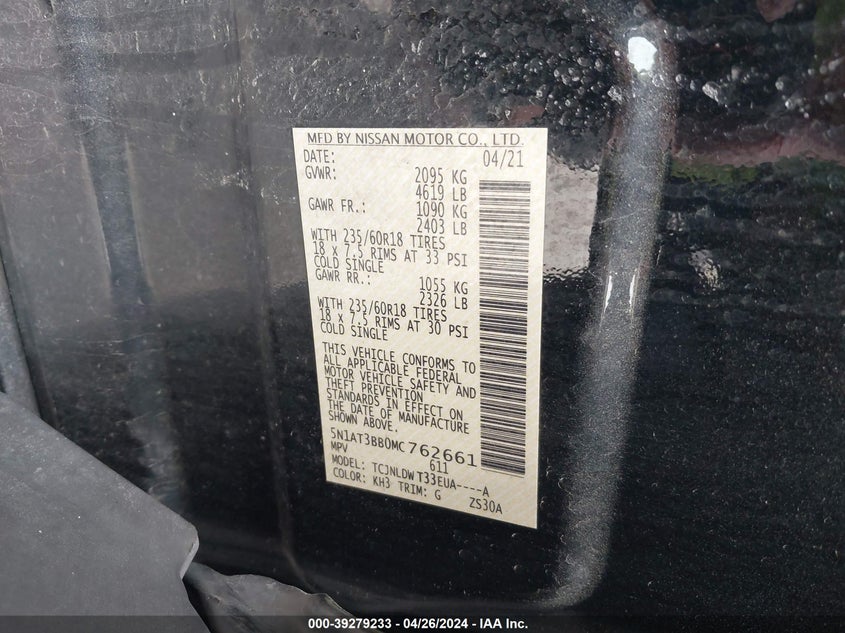 MFD BY NISSAN MOTOR CO., LTD.
DATE: 04/21
GVWR: 2095 KG
4619 LB
GAWR FR.: 1090 KG
2403 LB
WITH 235/60R18 TIRES
18 x 7.5 RIMS AT 33 PSI
COLD SINGLE
GAWR RR.: 1055 KG
2326 LB
WITH 235/60R18 TIRES
18 x 7.5 RIMS AT 30 PSI
COLD SINGLE
THIS VEHICLE CONFORMS TO
ALL APPLICABLE FEDERAL
MOTOR VEHICLE SAFETY AND
THEFT PREVENTION
STANDARDS IN EFFECT ON
THE DATE OF MANUFACTURE
SHOWN ABOVE.
5N1AT3BB0MC762661
MPV 611
MODEL: TCJNLDW T33EUA----A
COLOR: KH3 TRIM: G ZS30A
000-39279233 - 04/26/2024 - IAA Inc.